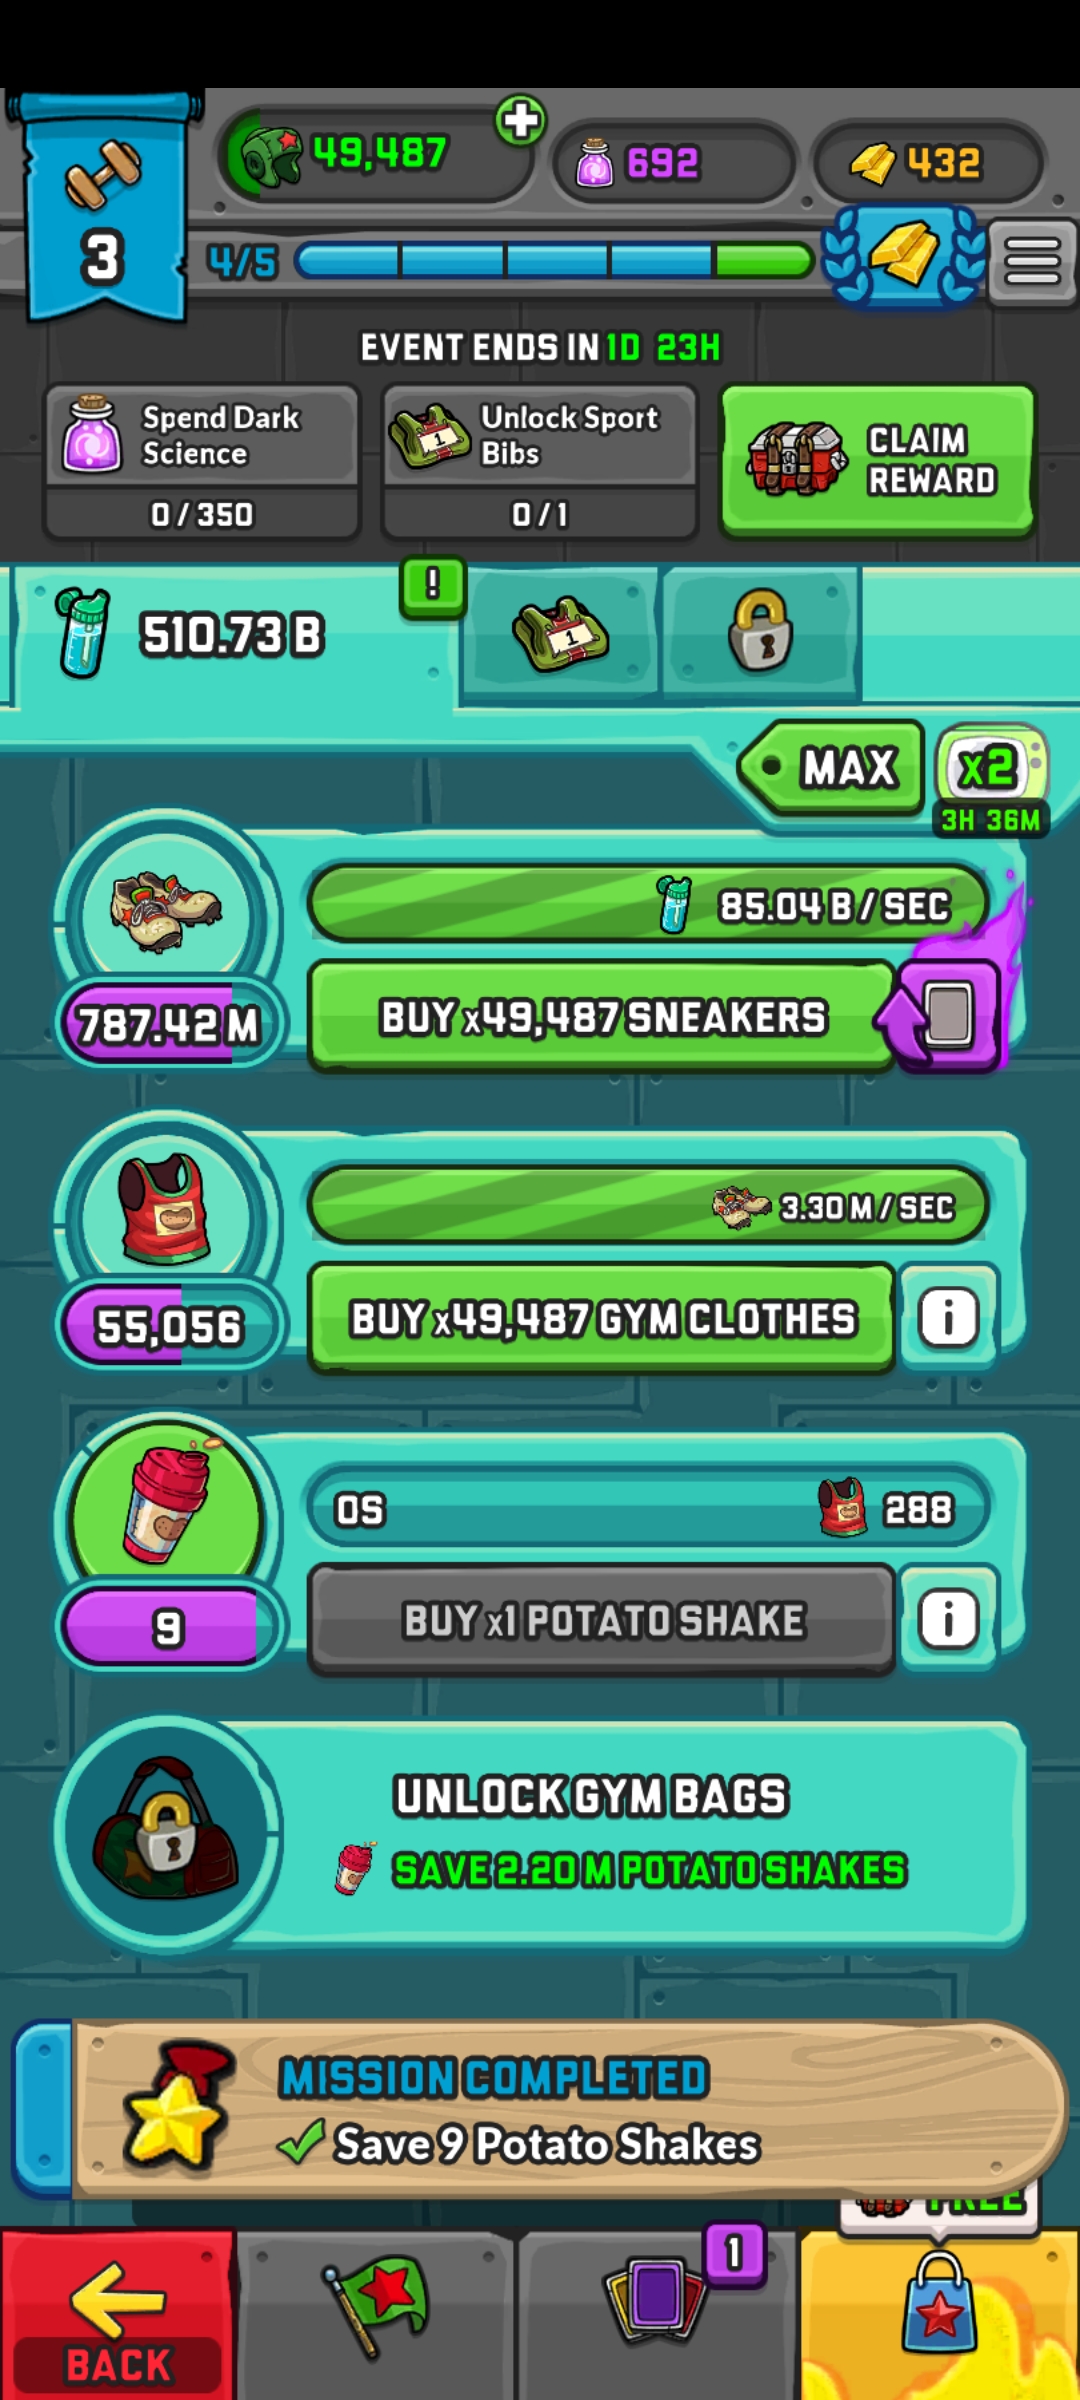 49,487
692
432
3
4/5
EVENT ENDS IN 1D 23H
Spend Dark
Science
0 / 350
Unlock Sport
Bibs
0 / 1
CLAIM
REWARD
510.73 B
!
1
MAX
x2
3H 36M
85.04 B / SEC
787.42 M
BUY x49,487 SNEAKERS
3.30 M / SEC
55,056
BUY x49,487 GYM CLOTHES
i
0S
288
9
BUY x1 POTATO SHAKE
i
UNLOCK GYM BAGS
SAVE 2.20 M POTATO SHAKES
MISSION COMPLETED
Save 9 Potato Shakes
FREE
1
BACK